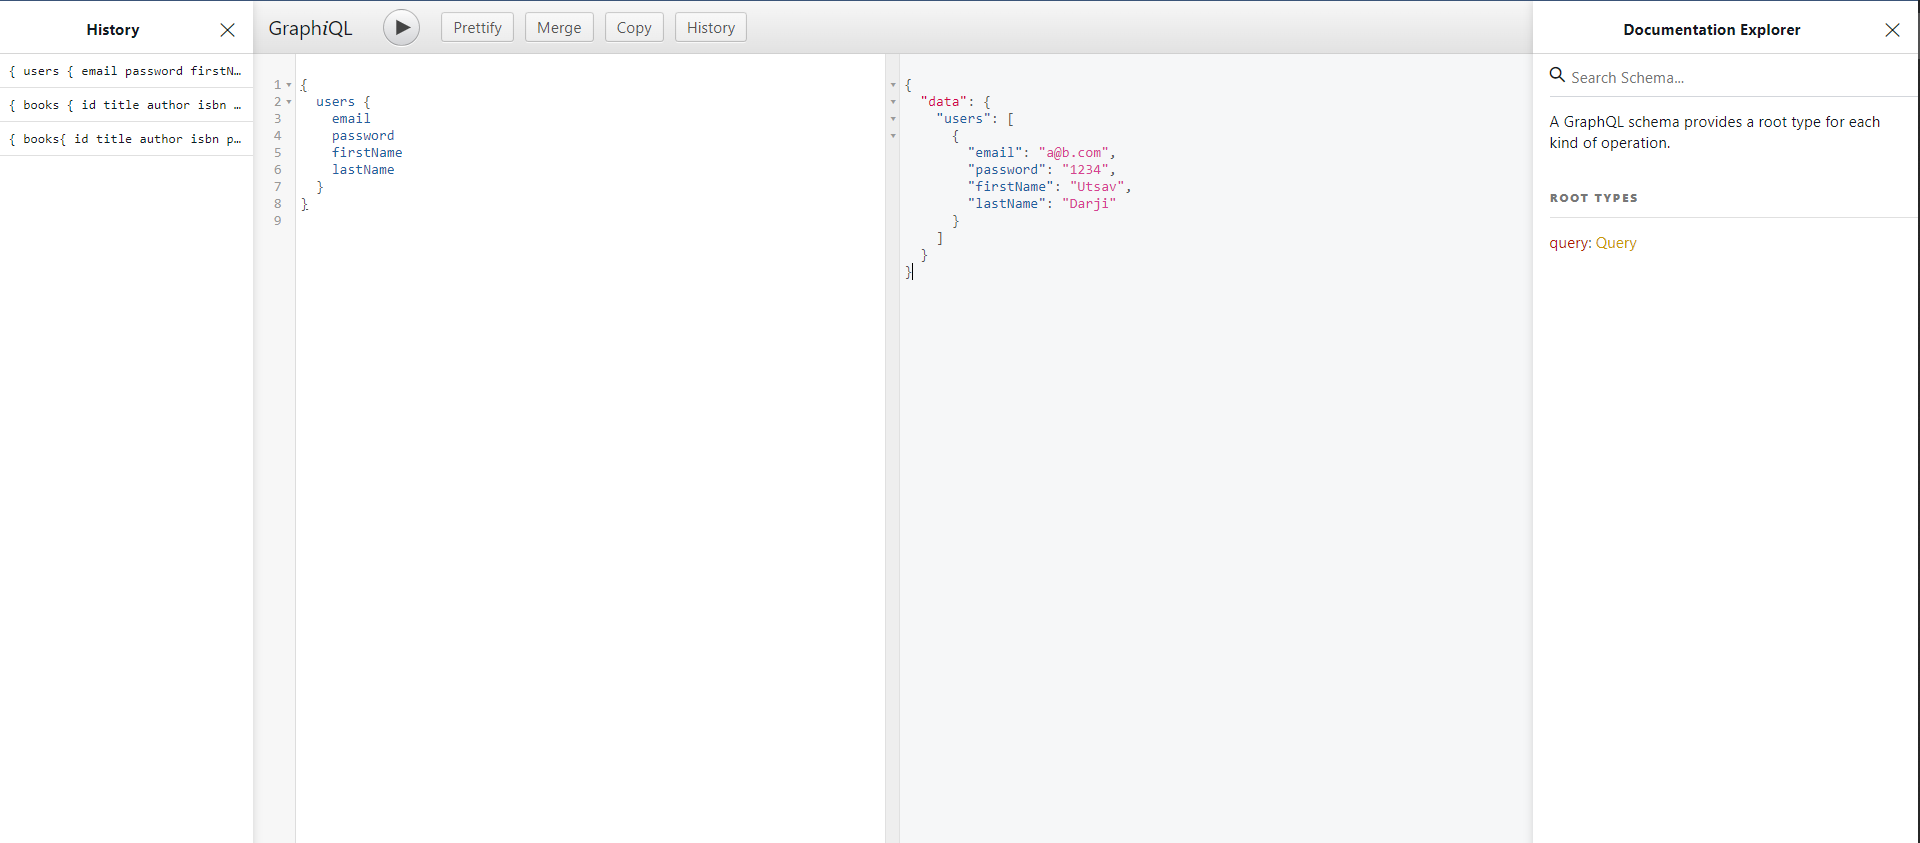 History
{ users { email password firstN…
{ books { id title author isbn …
{ books{ id title author isbn p…
GraphiQL
Prettify
Merge
Copy
History
1 {
2 users {
3 email
4 password
5 firstName
6 lastName
7 }
8 }
9
{
"data": {
"users": [
{
"email": "a@b.com",
"password": "1234",
"firstName": "Utsav",
"lastName": "Darji"
}
]
}
}
Documentation Explorer
Search Schema...
A GraphQL schema provides a root type for each
kind of operation.
ROOT TYPES
query: Query